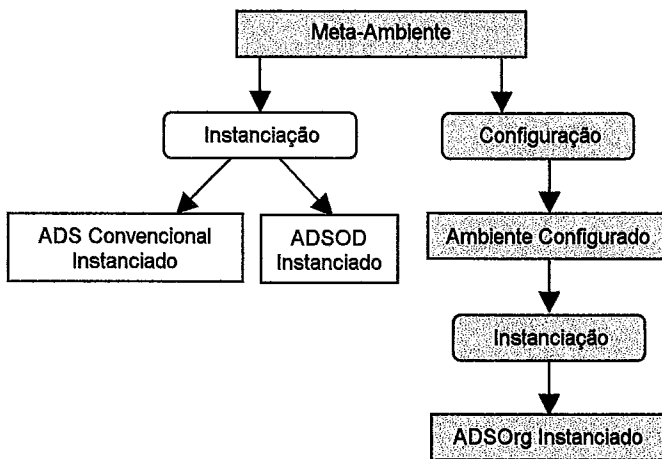 Meta-Ambiente
Instanciação
Configuração
ADS Convencional
Instanciado
ADSOD
Instanciado
Ambiente Configurado
Instanciação
ADSOrg Instanciado